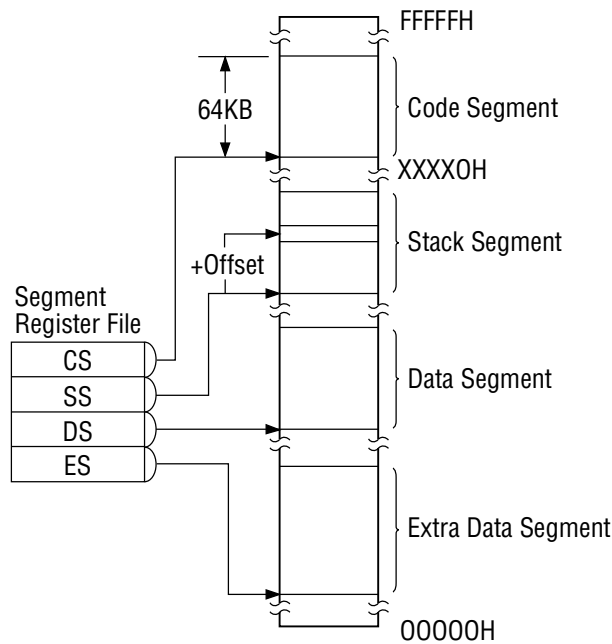 FFFFFH
64KB
Code Segment
XXXX0H
Stack Segment
+Offset
Segment
Register File
CS
SS
DS
ES
Data Segment
Extra Data Segment
00000H